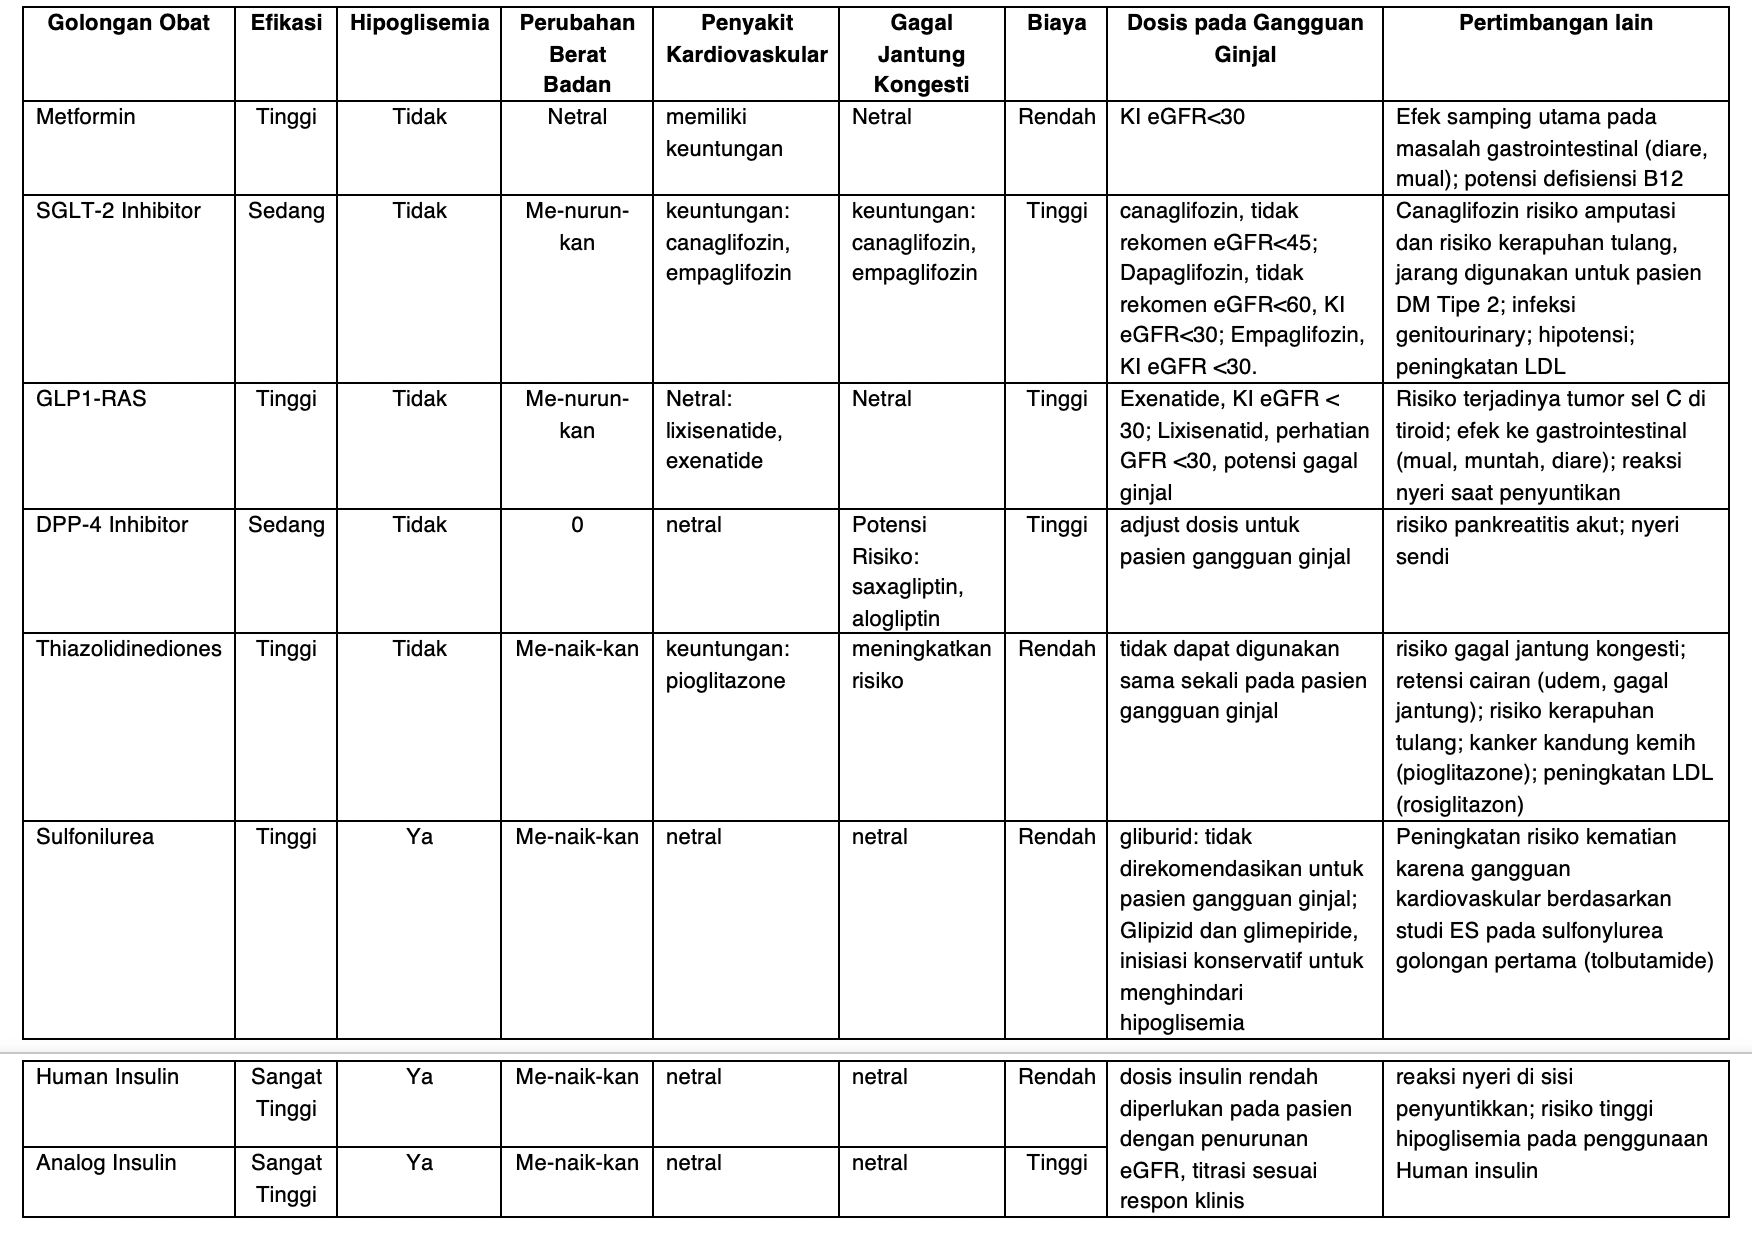 Golongan Obat
Efikasi
Hipoglisemia
Perubahan
Berat
Badan
Penyakit
Kardiovaskular
Gagal
Jantung
Kongesti
Biaya
Dosis pada Gangguan
Ginjal
Pertimbangan lain
Metformin
Tinggi
Tidak
Netral
memiliki
keuntungan
Netral
Rendah
KI eGFR<30
Efek samping utama pada
masalah gastrointestinal (diare,
mual); potensi defisiensi B12
SGLT-2 Inhibitor
Sedang
Tidak
Me-nurun-
kan
keuntungan:
canaglifozin,
empaglifozin
keuntungan:
canaglifozin,
empaglifozin
Tinggi
canaglifozin, tidak
rekomen eGFR<45;
Dapaglifozin, tidak
rekomen eGFR<60, KI
eGFR<30; Empaglifozin,
KI eGFR <30.
Canaglifozin risiko amputasi
dan risiko kerapuhan tulang,
jarang digunakan untuk pasien
DM Tipe 2; infeksi
genitourinary; hipotensi;
peningkatan LDL
GLP1-RAS
Tinggi
Tidak
Me-nurun-
kan
Netral:
lixisenatide,
exenatide
Netral
Tinggi
Exenatide, KI eGFR <
30; Lixisenatid, perhatian
GFR <30, potensi gagal
ginjal
Risiko terjadinya tumor sel C di
tiroid; efek ke gastrointestinal
(mual, muntah, diare); reaksi
nyeri saat penyuntikan
DPP-4 Inhibitor
Sedang
Tidak
0
netral
Potensi
Risiko:
saxagliptin,
alogliptin
Tinggi
adjust dosis untuk
pasien gangguan ginjal
risiko pankreatitis akut; nyeri
sendi
Thiazolidinediones
Tinggi
Tidak
Me-naik-kan
keuntungan:
pioglitazone
meningkatkan
risiko
Rendah
tidak dapat digunakan
sama sekali pada pasien
gangguan ginjal
risiko gagal jantung kongesti;
retensi cairan (udem, gagal
jantung); risiko kerapuhan
tulang; kanker kandung kemih
(pioglitazone); peningkatan LDL
(rosiglitazon)
Sulfonilurea
Tinggi
Ya
Me-naik-kan
netral
netral
Rendah
gliburid: tidak
direkomendasikan untuk
pasien gangguan ginjal;
Glipizid dan glimepiride,
inisiasi konservatif untuk
menghindari
hipoglisemia
Peningkatan risiko kematian
karena gangguan
kardiovaskular berdasarkan
studi ES pada sulfonylurea
golongan pertama (tolbutamide)
Human Insulin
Sangat
Tinggi
Ya
Me-naik-kan
netral
netral
Rendah
dosis insulin rendah
diperlukan pada pasien
dengan penurunan
eGFR, titrasi sesuai
respon klinis
reaksi nyeri di sisi
penyuntikkan; risiko tinggi
hipoglisemia pada penggunaan
Human insulin
Analog Insulin
Sangat
Tinggi
Ya
Me-naik-kan
netral
netral
Tinggi